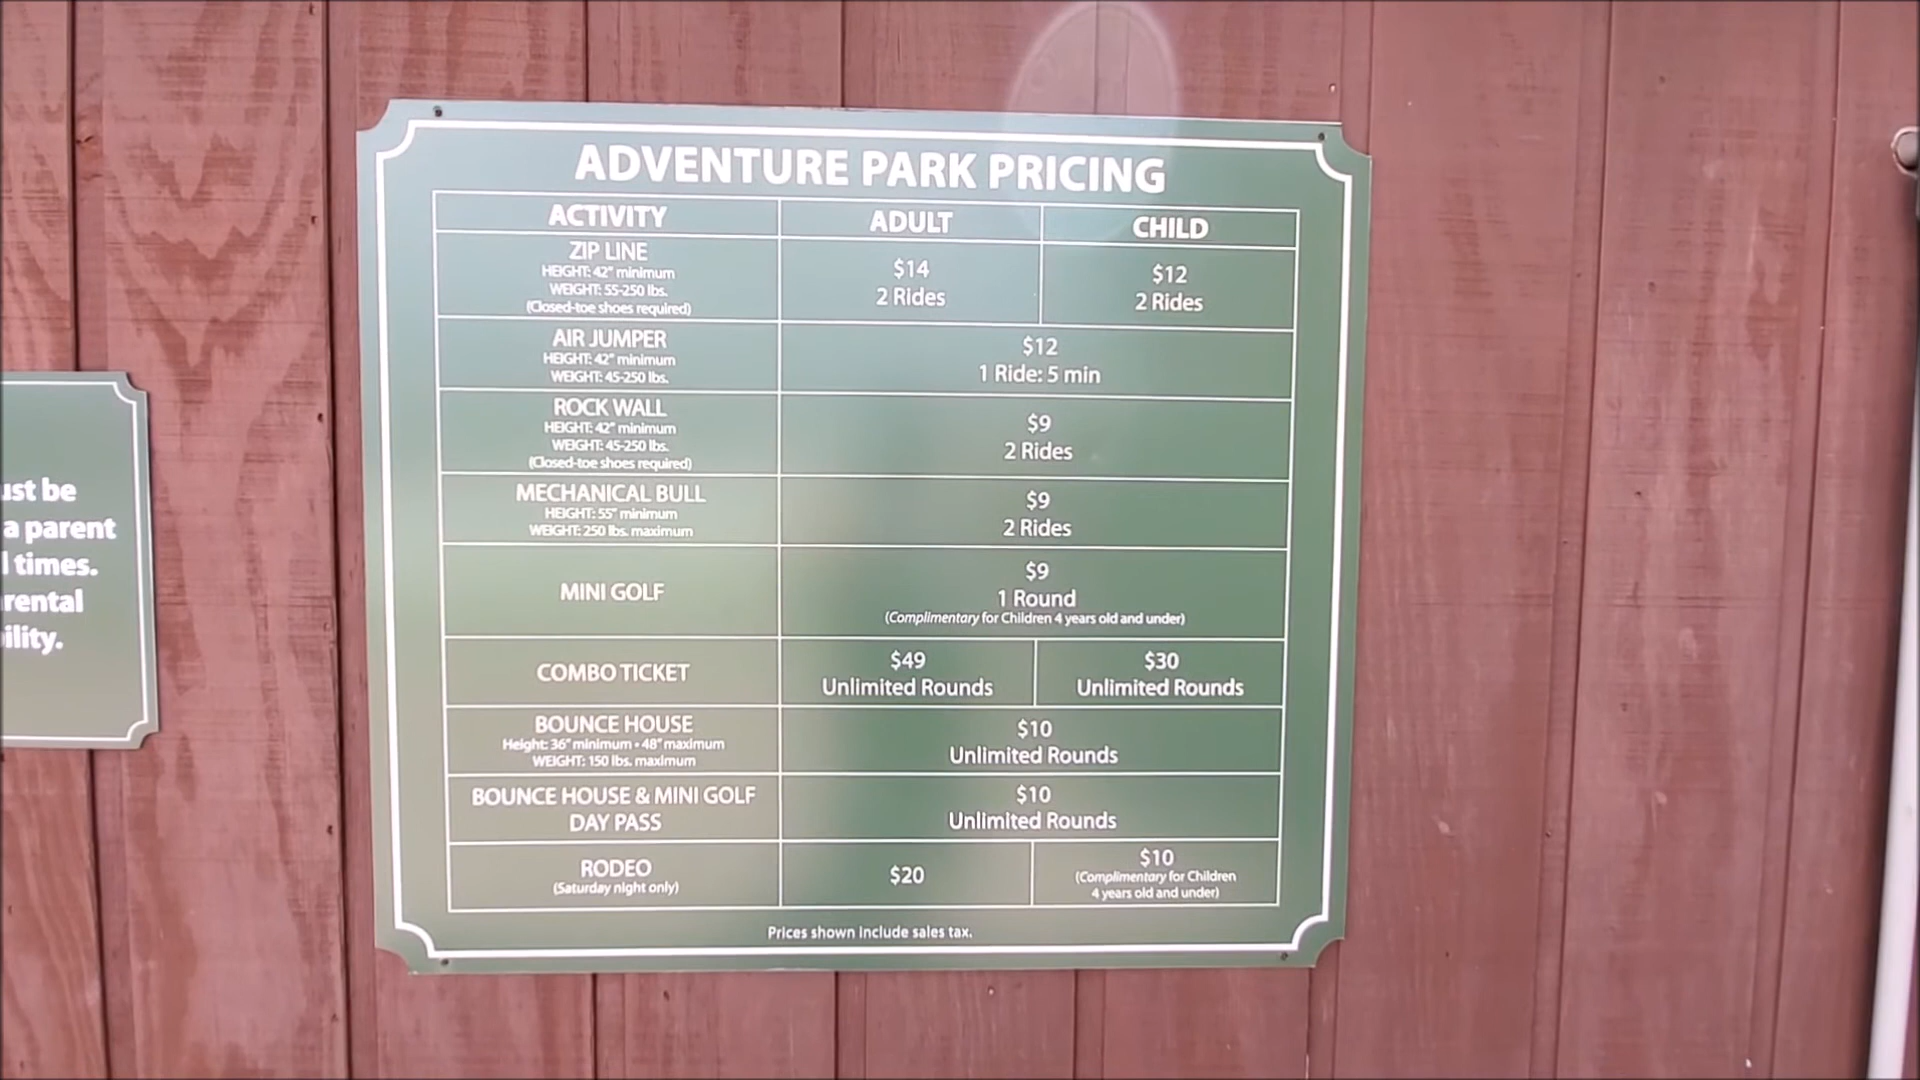 ADVENTURE PARK PRICING
ACTIVITY
ADULT
CHILD
ZIP LINE
HEIGHT: 42" minimum
WEIGHT: 55-250 lbs.
(Closed-toe shoes required)
$14
2 Rides
$12
2 Rides
AIR JUMPER
HEIGHT: 42" minimum
WEIGHT: 45-250 lbs.
$12
1 Ride: 5 min
ROCK WALL
HEIGHT: 42" minimum
WEIGHT: 45-250 lbs.
(Closed-toe shoes required)
$9
2 Rides
MECHANICAL BULL
HEIGHT: 55" minimum
WEIGHT: 250 lbs. maximum
$9
2 Rides
MINI GOLF
$9
1 Round
(Complimentary for Children 4 years old and under)
COMBO TICKET
$49
Unlimited Rounds
$30
Unlimited Rounds
BOUNCE HOUSE
Height: 36" minimum • 48" maximum
WEIGHT: 150 lbs. maximum
$10
Unlimited Rounds
BOUNCE HOUSE & MINI GOLF
DAY PASS
$10
Unlimited Rounds
RODEO
(Saturday night only)
$20
$10
(Complimentary for Children
4 years old and under)
Prices shown include sales tax.
be
a parent
times.